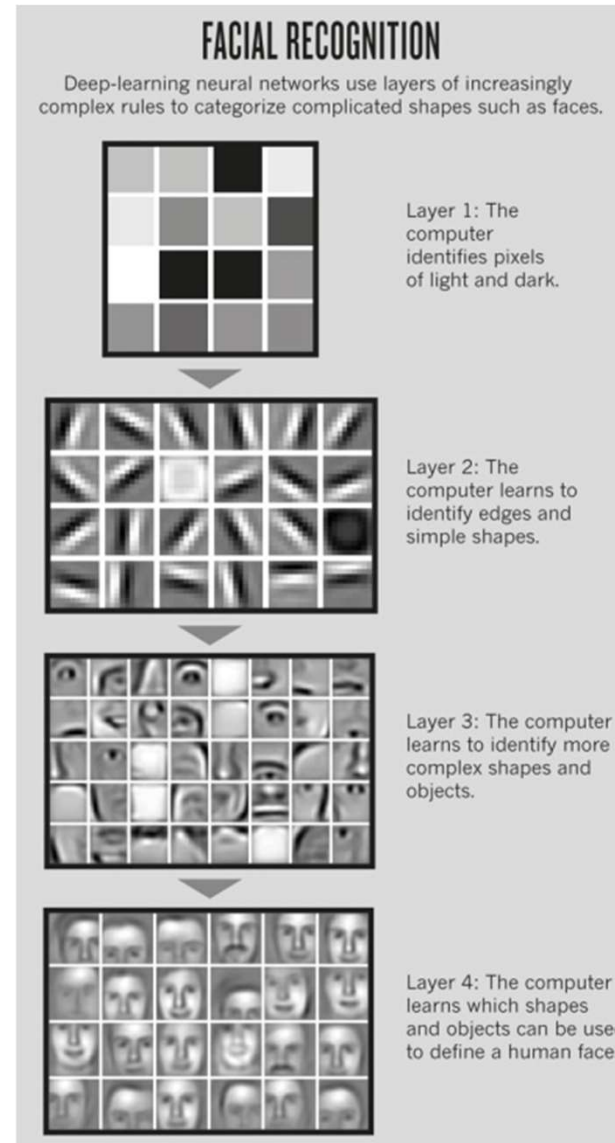 FACIAL RECOGNITION
Deep-learning neural networks use layers of increasingly
complex rules to categorize complicated shapes such as faces.
Layer 1: The
computer
identifies pixels
of light and dark.
Layer 2: The
computer learns to
identify edges and
simple shapes.
Layer 3: The computer
learns to identify more
complex shapes and
objects.
Layer 4: The computer
learns which shapes
and objects can be use
to define a human face